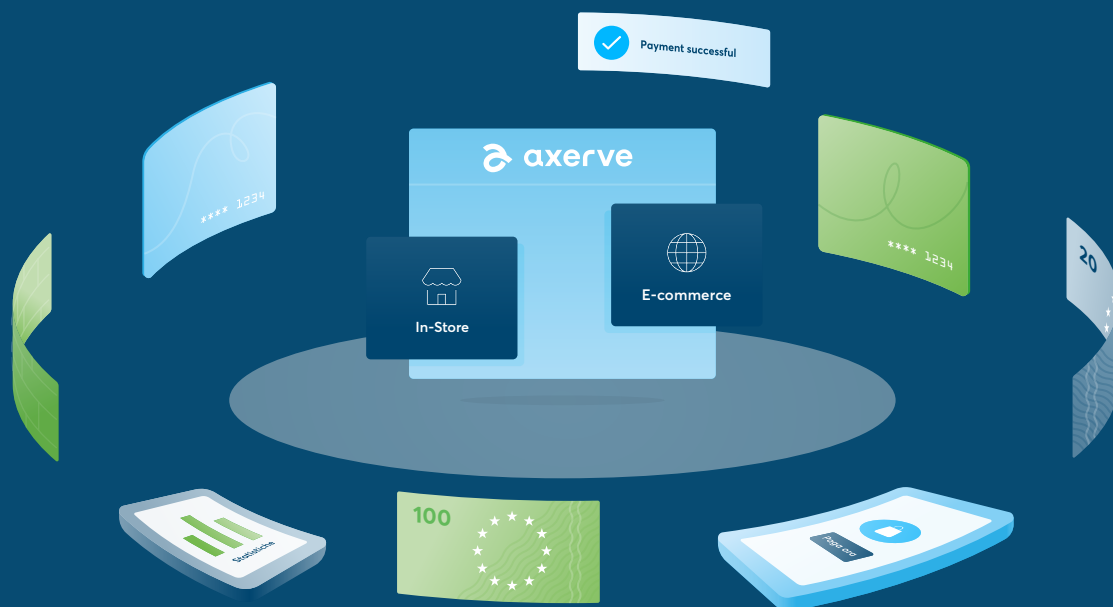 Payment successful
axerve
**** 1234
**** 1234
E-commerce
In-Store
20
100
Statistiche
Paga ora